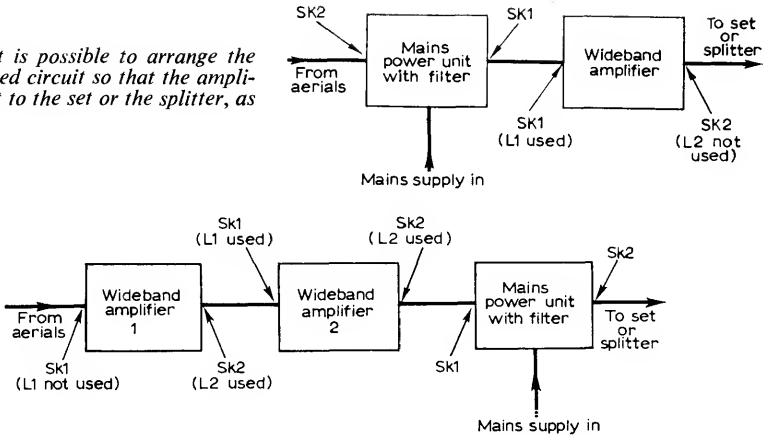 t is possible to arrange the
ed circuit so that the ampli-
t to the set or the splitter, as
SK2
Mains
power unit
with filter
SK1
Wideband
amplifier
To set
or
splitter
From
aerials
SK1
(L1 used)
SK2
(L2 not
used)
Mains supply in
Sk1
(L1 used)
Sk2
(L2 used)
Wideband
amplifier
1
Wideband
amplifier
2
Mains
power unit
with filter
Sk2
From
aerials
To set
or
splitter
Sk1
(L1 not used)
Sk2
(L2 used)
Sk1
Mains supply in